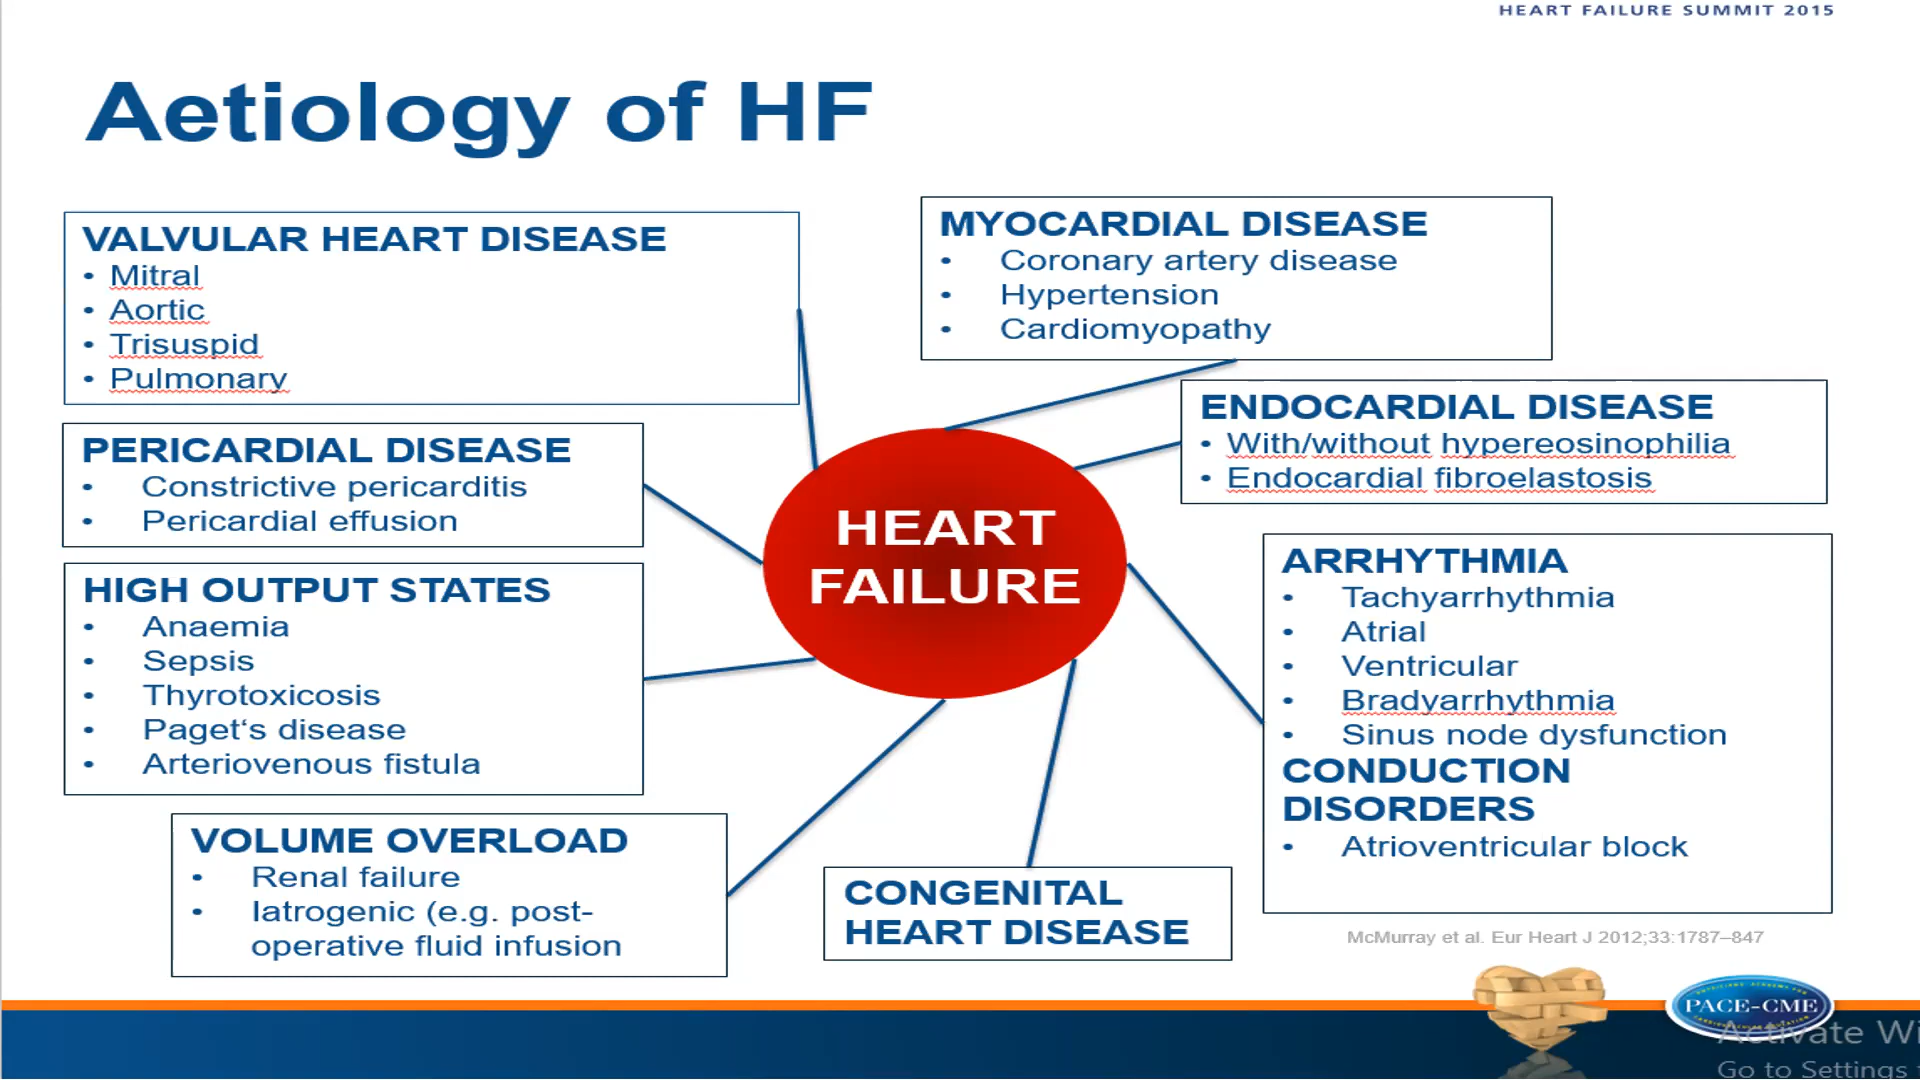 HEART FAILURE SUMMIT 2015
Aetiology of HF
VALVULAR HEART DISEASE
• Mitral
• Aortic
• Trisuspid
• Pulmonary
PERICARDIAL DISEASE
• Constrictive pericarditis
• Pericardial effusion
HIGH OUTPUT STATES
• Anaemia
• Sepsis
• Thyrotoxicosis
• Paget‘s disease
• Arteriovenous fistula
VOLUME OVERLOAD
• Renal failure
• Iatrogenic (e.g. post-
operative fluid infusion
HEART
FAILURE
CONGENITAL
HEART DISEASE
MYOCARDIAL DISEASE
• Coronary artery disease
• Hypertension
• Cardiomyopathy
ENDOCARDIAL DISEASE
• With/without hypereosinophilia
• Endocardial fibroelastosis
ARRHYTHMIA
• Tachyarrhythmia
• Atrial
• Ventricular
• Bradyarrhythmia
• Sinus node dysfunction
CONDUCTION
DISORDERS
• Atrioventricular block
McMurray et al. Eur Heart J 2012;33:1787–847
PACE-CME
Activate Wi
Go to Settings